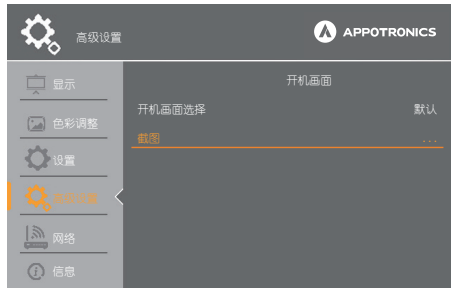 高级设置
APPOTRONICS
显示
色彩调整
设置
网络
信息
开机画面
开机画面选择 默认
截图 ...